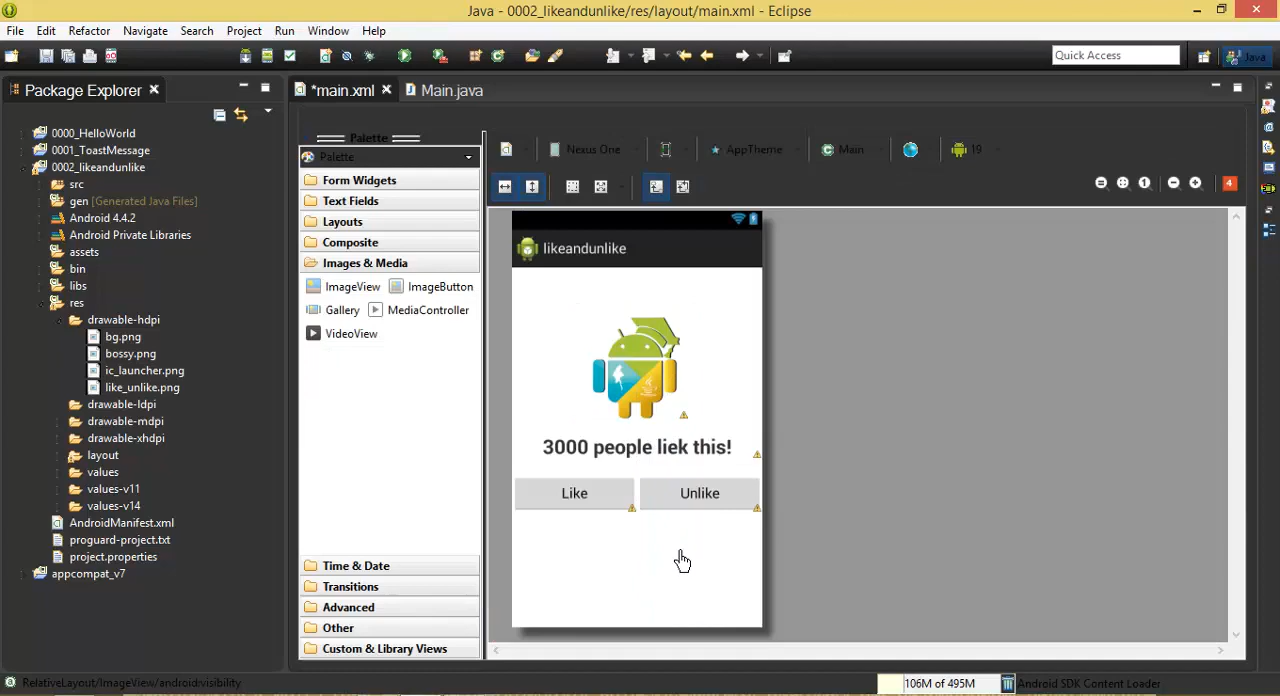 Java - 0002_likeandunlike/res/layout/main.xml - Eclipse
File Edit Refactor Navigate Search Project Run Window Help
Quick Access
Java
Package Explorer
*main.xml
Main.java
0000_HelloWorld
0001_ToastMessage
0002_likeandunlike
src
gen [Generated Java Files]
Android 4.4.2
Android Private Libraries
assets
bin
libs
res
drawable-hdpi
bg.png
bossy.png
ic_launcher.png
like_unlike.png
drawable-ldpi
drawable-mdpi
drawable-xhdpi
layout
values
values-v11
values-v14
AndroidManifest.xml
proguard-project.txt
project.properties
appcompat_v7
Palette
Palette
Form Widgets
Text Fields
Layouts
Composite
Images & Media
ImageView ImageButton
Gallery MediaController
VideoView
Time & Date
Transitions
Advanced
Other
Custom & Library Views
Nexus One
AppTheme
Main
19
4
likeandunlike
3000 people liek this!
Like Unlike
RelativeLayout/ImageView/android:visibility
106M of 495M
Android SDK Content Loader